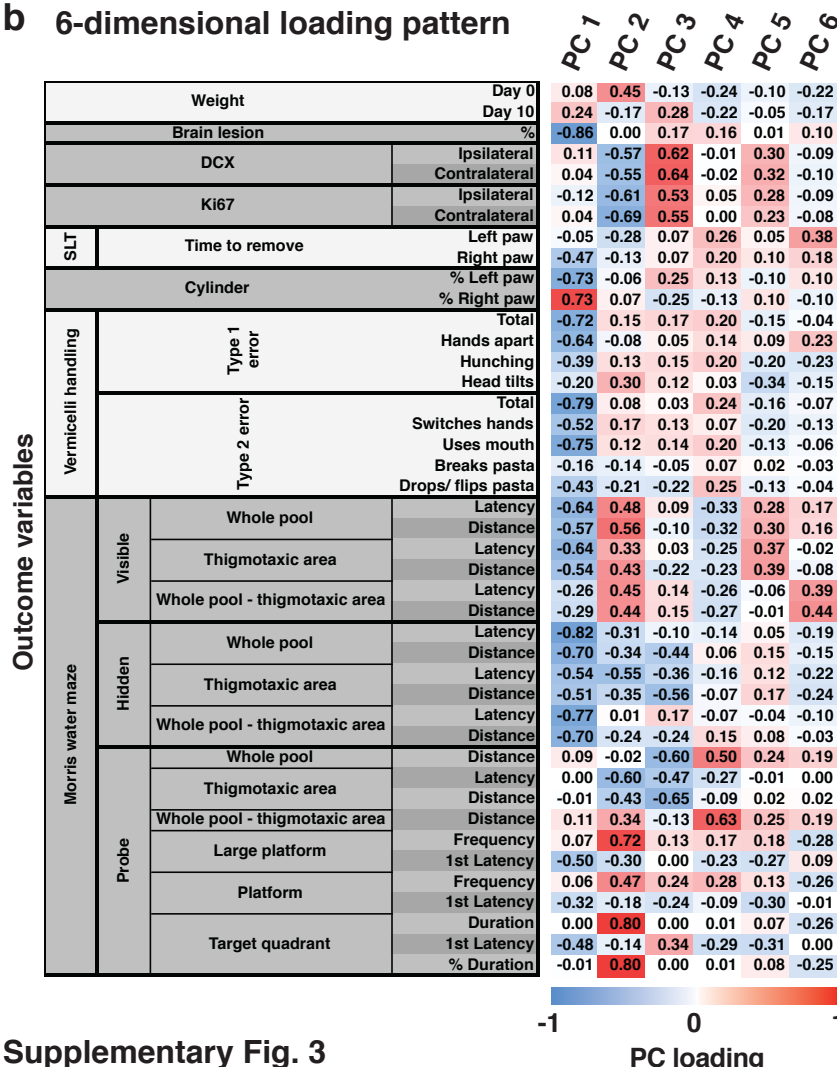 b 6-dimensional loading pattern
PC 1 PC 2 PC 3 PC 4 PC 5 PC 6
Outcome variables
Weight Day 0 0.08 0.45 -0.13 -0.24 -0.10 -0.22
Day 10 0.24 -0.17 0.28 -0.22 -0.05 -0.17
Brain lesion % -0.86 0.00 0.17 0.16 0.01 0.10
DCX Ipsilateral 0.11 -0.57 0.62 -0.01 0.30 -0.09
Contralateral 0.04 -0.55 0.64 -0.02 0.32 -0.10
Ki67 Ipsilateral -0.12 -0.61 0.53 0.05 0.28 -0.09
Contralateral 0.04 -0.69 0.55 0.00 0.23 -0.08
SLT Time to remove Left paw -0.05 -0.28 0.07 0.26 0.05 0.38
Right paw -0.47 -0.13 0.07 0.20 0.10 0.18
Cylinder % Left paw -0.73 -0.06 0.25 0.13 -0.10 0.10
% Right paw 0.73 0.07 -0.25 -0.13 0.10 -0.10
Vermicelli handling
Type 1 error
Total -0.72 0.15 0.17 0.20 -0.15 -0.04
Hands apart -0.64 -0.08 0.05 0.14 0.09 0.23
Hunching -0.39 0.13 0.15 0.20 -0.20 -0.23
Head tilts -0.20 0.30 0.12 0.03 -0.34 -0.15
Type 2 error
Total -0.79 0.08 0.03 0.24 -0.16 -0.07
Switches hands -0.52 0.17 0.13 0.07 -0.20 -0.13
Uses mouth -0.75 0.12 0.14 0.20 -0.13 -0.06
Breaks pasta -0.16 -0.14 -0.05 0.07 0.02 -0.03
Drops/ flips pasta -0.43 -0.21 -0.22 0.25 -0.13 -0.04
Morris water maze
Visible
Whole pool Latency -0.64 0.48 0.09 -0.33 0.28 0.17
Distance -0.57 0.56 -0.10 -0.32 0.30 0.16
Thigmotaxic area Latency -0.64 0.33 0.03 -0.25 0.37 -0.02
Distance -0.54 0.43 -0.22 -0.23 0.39 -0.08
Whole pool - thigmotaxic area Latency -0.26 0.45 0.14 -0.26 -0.06 0.39
Distance -0.29 0.44 0.15 -0.27 -0.01 0.44
Hidden
Whole pool Latency -0.82 -0.31 -0.10 -0.14 0.05 -0.19
Distance -0.70 -0.34 -0.44 0.06 0.15 -0.15
Thigmotaxic area Latency -0.54 -0.55 -0.36 -0.16 0.12 -0.22
Distance -0.51 -0.35 -0.56 -0.07 0.17 -0.24
Whole pool - thigmotaxic area Latency -0.77 0.01 0.17 -0.07 -0.04 -0.10
Distance -0.70 -0.24 -0.24 0.15 0.08 -0.03
Probe
Whole pool Distance 0.09 -0.02 -0.60 0.50 0.24 0.19
Thigmotaxic area Latency 0.00 -0.60 -0.47 -0.27 -0.01 0.00
Distance -0.01 -0.43 -0.65 -0.09 0.02 0.02
Whole pool - thigmotaxic area Distance 0.11 0.34 -0.13 0.63 0.25 0.19
Large platform Frequency 0.07 0.72 0.13 0.17 0.18 -0.28
1st Latency -0.50 -0.30 0.00 -0.23 -0.27 0.09
Platform Frequency 0.06 0.47 0.24 0.28 0.13 -0.26
1st Latency -0.32 -0.18 -0.24 -0.09 -0.30 -0.01
Target quadrant Duration 0.00 0.80 0.00 0.01 0.07 -0.26
1st Latency -0.48 -0.14 0.34 -0.29 -0.31 0.00
% Duration -0.01 0.80 0.00 0.01 0.08 -0.25
-1 0 1
PC loading
Supplementary Fig. 3